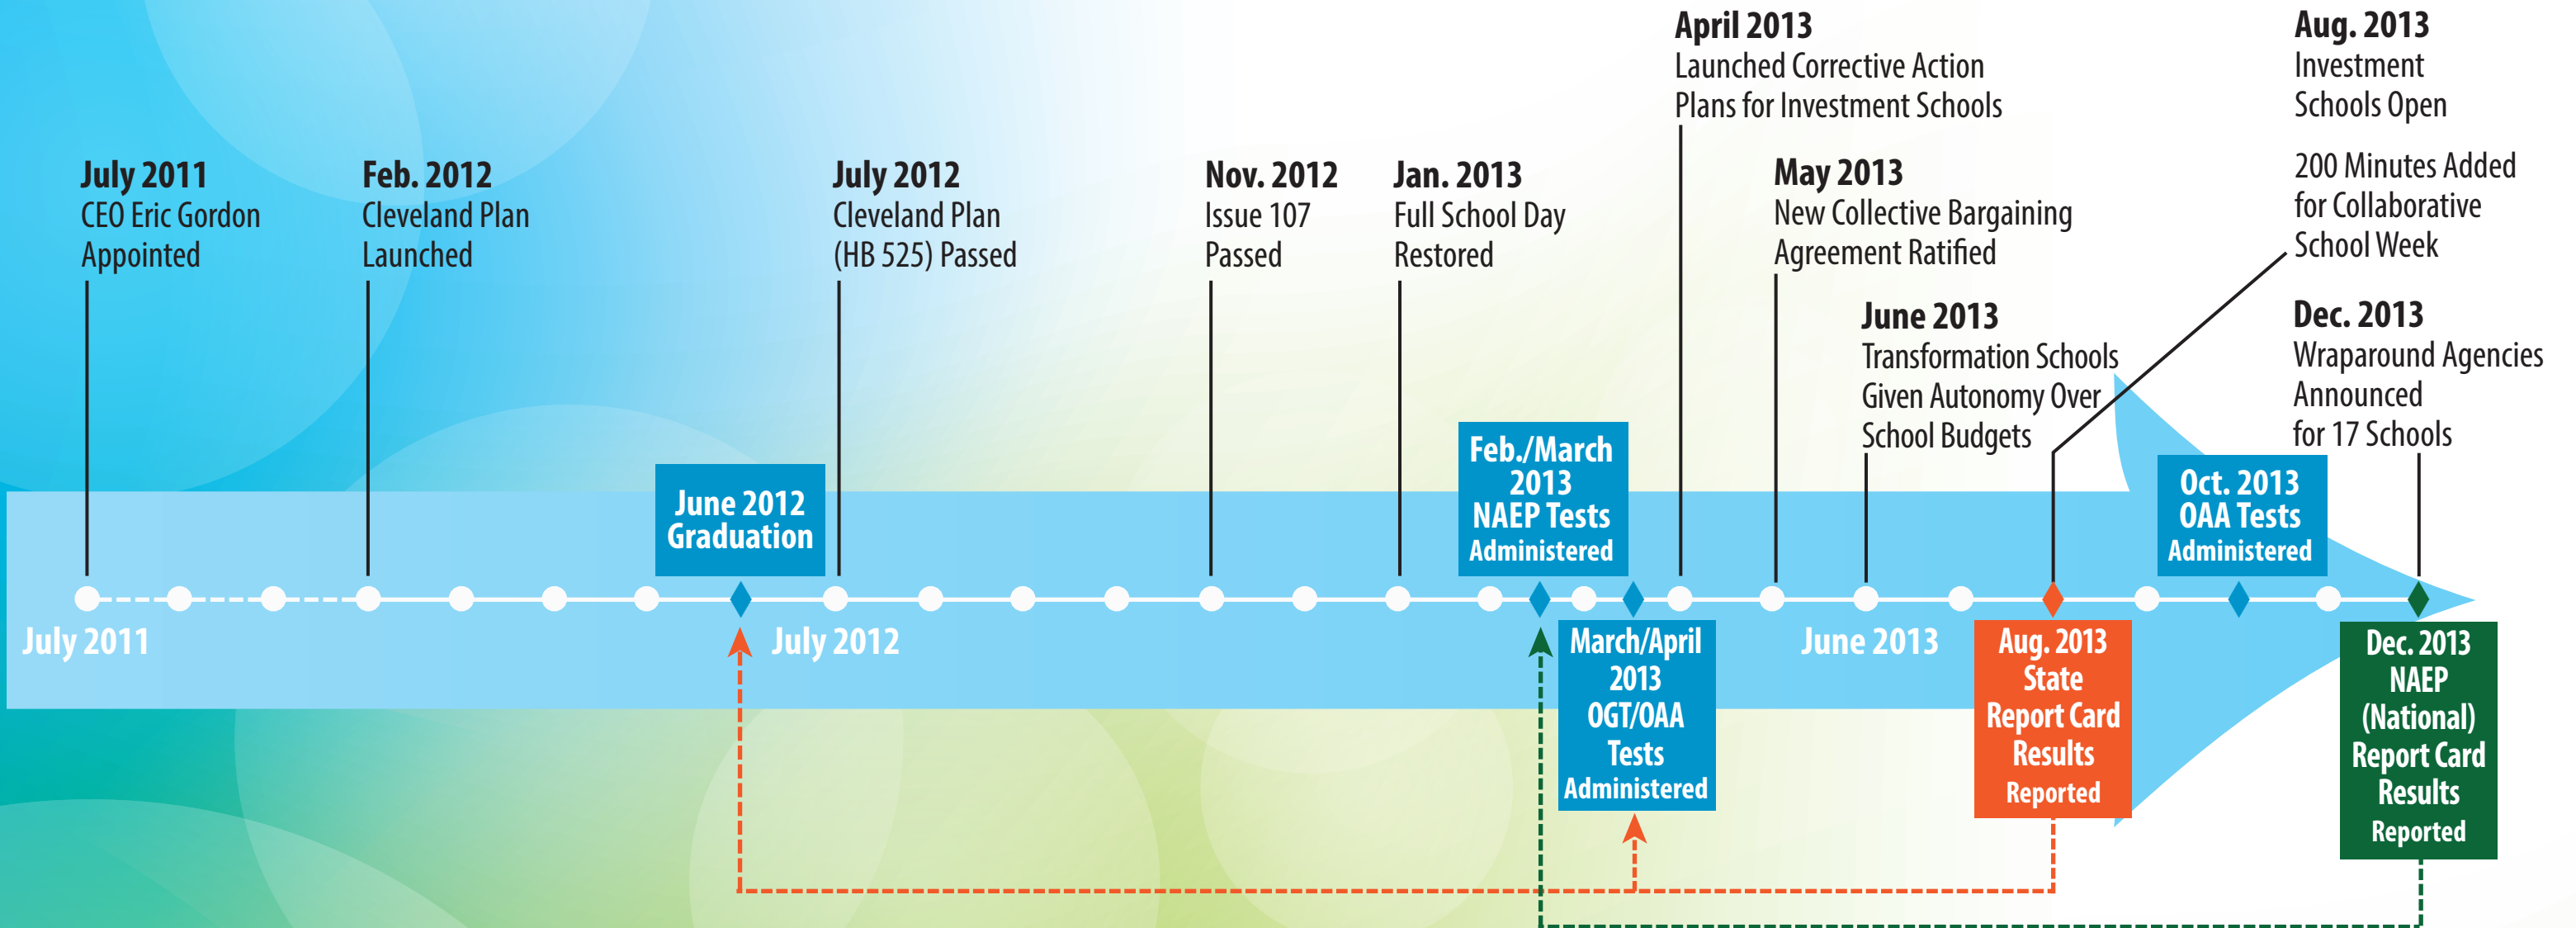 July 2011
CEO Eric Gordon
Appointed
Feb. 2012
Cleveland Plan
Launched
July 2012
Cleveland Plan
(HB 525) Passed
Nov. 2012
Issue 107
Passed
Jan. 2013
Full School Day
Restored
April 2013
Launched Corrective Action
Plans for Investment Schools
May 2013
New Collective Bargaining
Agreement Ratified
June 2013
Transformation Schools
Given Autonomy Over
School Budgets
Aug. 2013
Investment
Schools Open
200 Minutes Added
for Collaborative
School Week
Dec. 2013
Wraparound Agencies
Announced
for 17 Schools
June 2012
Graduation
Feb./March
2013
NAEP Tests
Administered
Oct. 2013
OAA Tests
Administered
July 2011
July 2012
March/April
2013
OGT/OAA
Tests
Administered
June 2013
Aug. 2013
State
Report Card
Results
Reported
Dec. 2013
NAEP
(National)
Report Card
Results
Reported